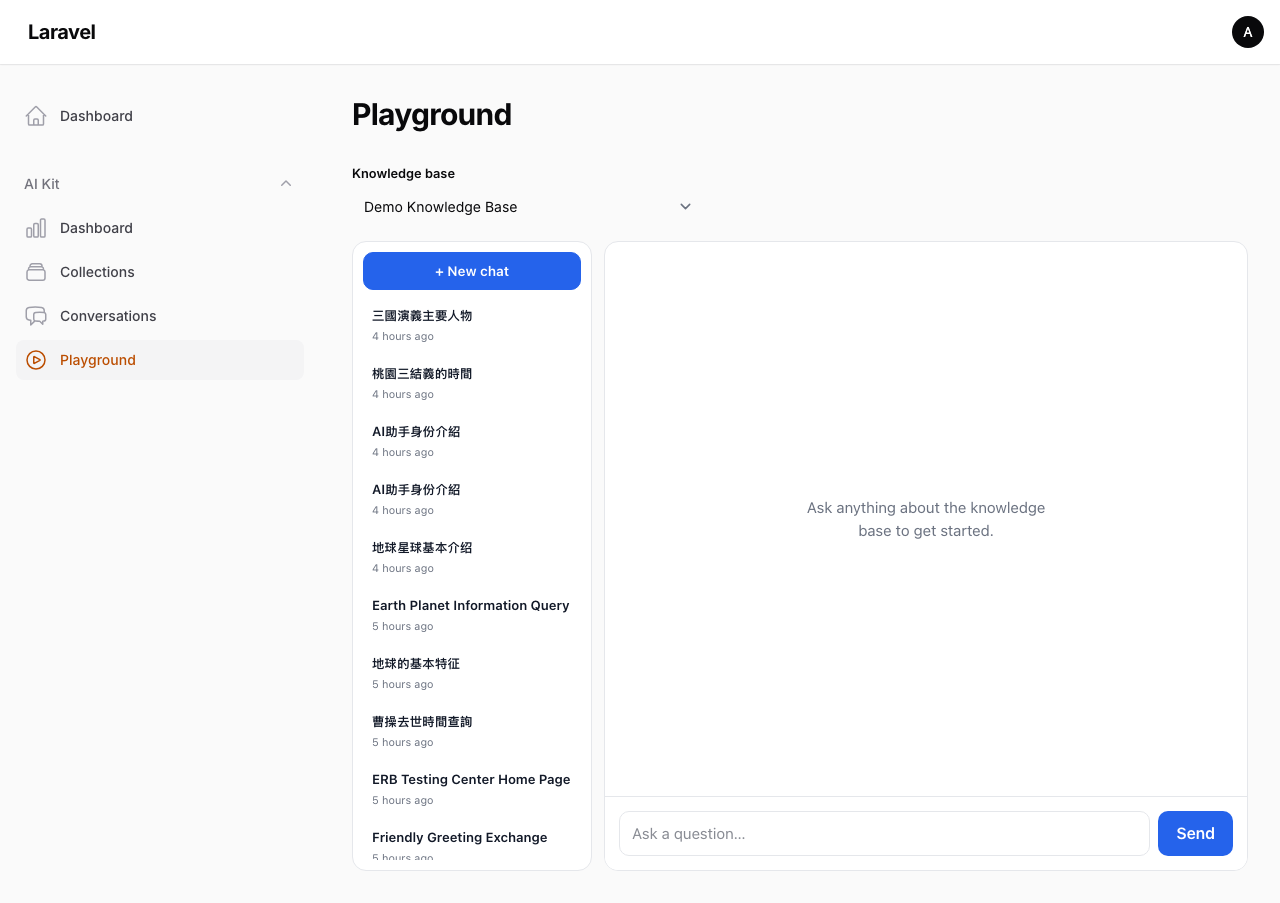 Laravel
A
Dashboard
AI Kit
Dashboard
Collections
Conversations
Playground
Playground
Knowledge base
Demo Knowledge Base
+ New chat
三國演義主要人物
4 hours ago
桃園三結義的時間
4 hours ago
AI助手身份介紹
4 hours ago
AI助手身份介紹
4 hours ago
地球星球基本介绍
4 hours ago
Earth Planet Information Query
5 hours ago
地球的基本特征
5 hours ago
曹操去世時間查詢
5 hours ago
ERB Testing Center Home Page
5 hours ago
Friendly Greeting Exchange
5 hours ago
Ask anything about the knowledge
base to get started.
Ask a question...
Send